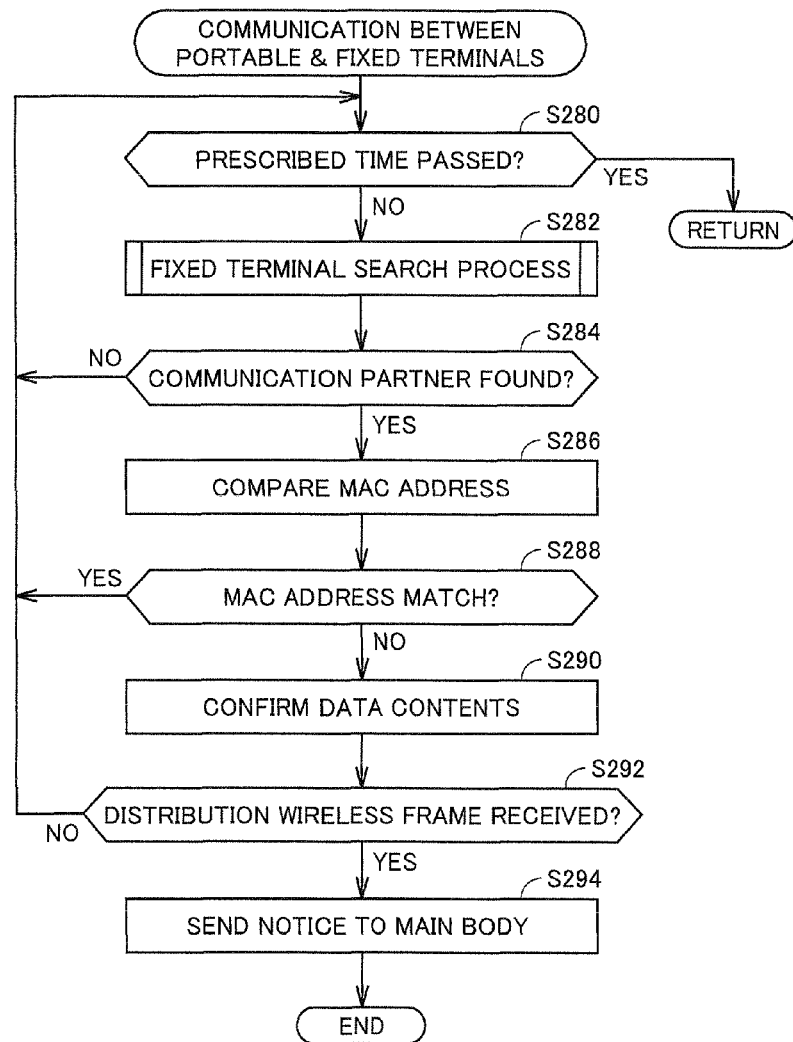 COMMUNICATION BETWEEN
PORTABLE & FIXED TERMINALS
S280
PRESCRIBED TIME PASSED?
YES
NO
RETURN
S282
FIXED TERMINAL SEARCH PROCESS
S284
NO
COMMUNICATION PARTNER FOUND?
YES
S286
COMPARE MAC ADDRESS
S288
YES
MAC ADDRESS MATCH?
NO
S290
CONFIRM DATA CONTENTS
S292
DISTRIBUTION WIRELESS FRAME RECEIVED?
NO
YES
S294
SEND NOTICE TO MAIN BODY
END